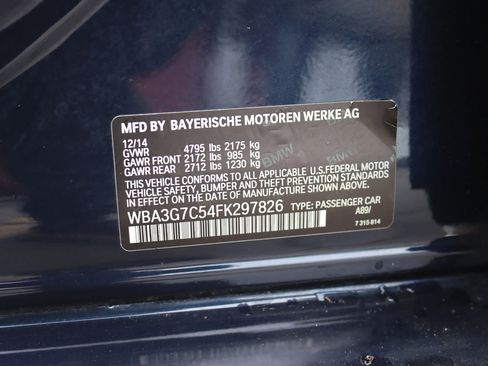 MFD BY BAYERISCHE MOTOREN WERKE AG
12/14
GVWR 4795 lbs 2175 kg
GAWR FRONT 2172 lbs 985 kg
GAWR REAR 2712 lbs 1230 kg
BMW
THIS VEHICLE CONFORMS TO ALL APPLICABLE U.S.FEDERAL MOTOR
VEHICLE SAFETY, BUMPER, AND THEFT PREVENTION STANDARDS
IN EFFECT ON THE DATE OF MANUFACTURE SHOWN ABOVE.
WBA3G7C54FK297826 TYPE: PASSENGER CAR
A89/
7 315 814